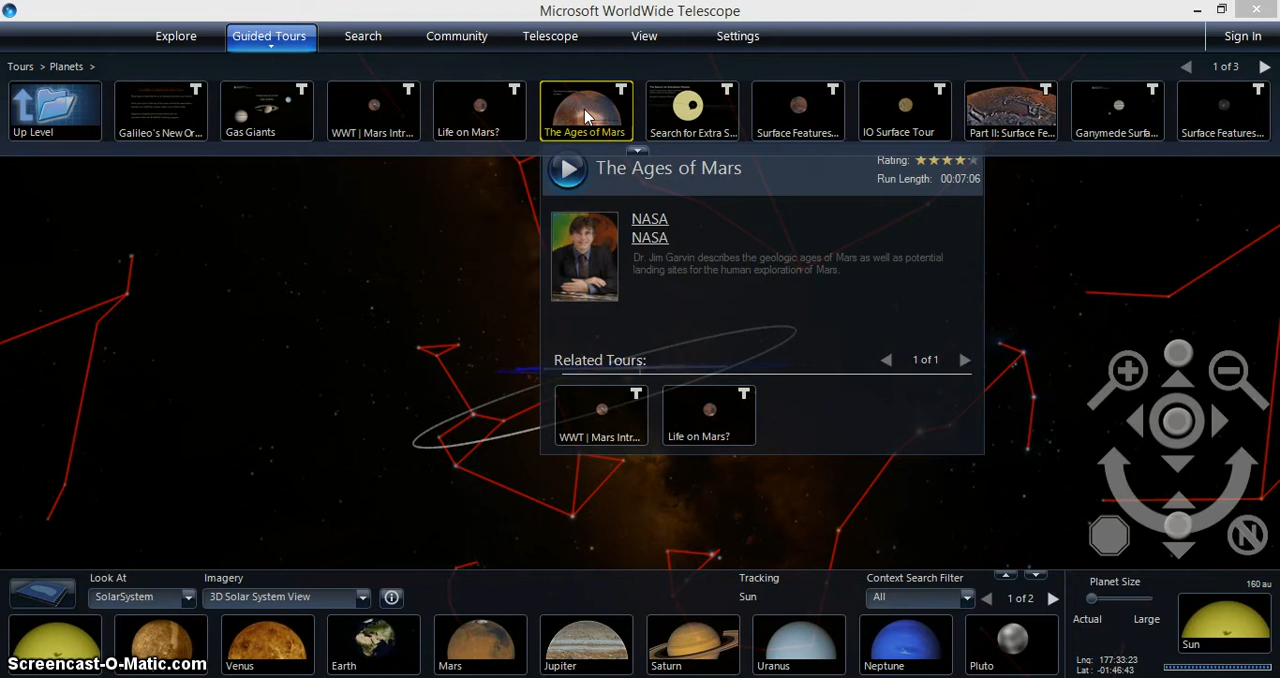 Microsoft WorldWide Telescope
Explore
Guided Tours
Search
Community
Telescope
View
Settings
Sign In
Tours > Planets >
1 of 3
Up Level
Galileo's New Or...
Gas Giants
WWT | Mars Intr...
Life on Mars?
The Ages of Mars
Search for Extra S...
Surface Features...
IO Surface Tour
Part II: Surface Fe...
Ganymede Surfa...
Surface Features...
T
T
T
T
T
T
T
T
T
T
T
The Ages of Mars
Rating:
Run Length: 00:07:06
NASA
NASA
Dr. Jim Garvin describes the geologic ages of Mars as well as potential
landing sites for the human exploration of Mars.
Related Tours:
1 of 1
T
T
WWT | Mars Intr...
Life on Mars?
N
Look At
SolarSystem
Imagery
3D Solar System View
Tracking
Sun
Context Search Filter
All
1 of 2
Planet Size
160 au
Actual
Large
Sun
Lnq: 177:33:23
Lat : -01:46:43
Venus
Earth
Mars
Jupiter
Saturn
Uranus
Neptune
Pluto
Screencast-O-Matic.com